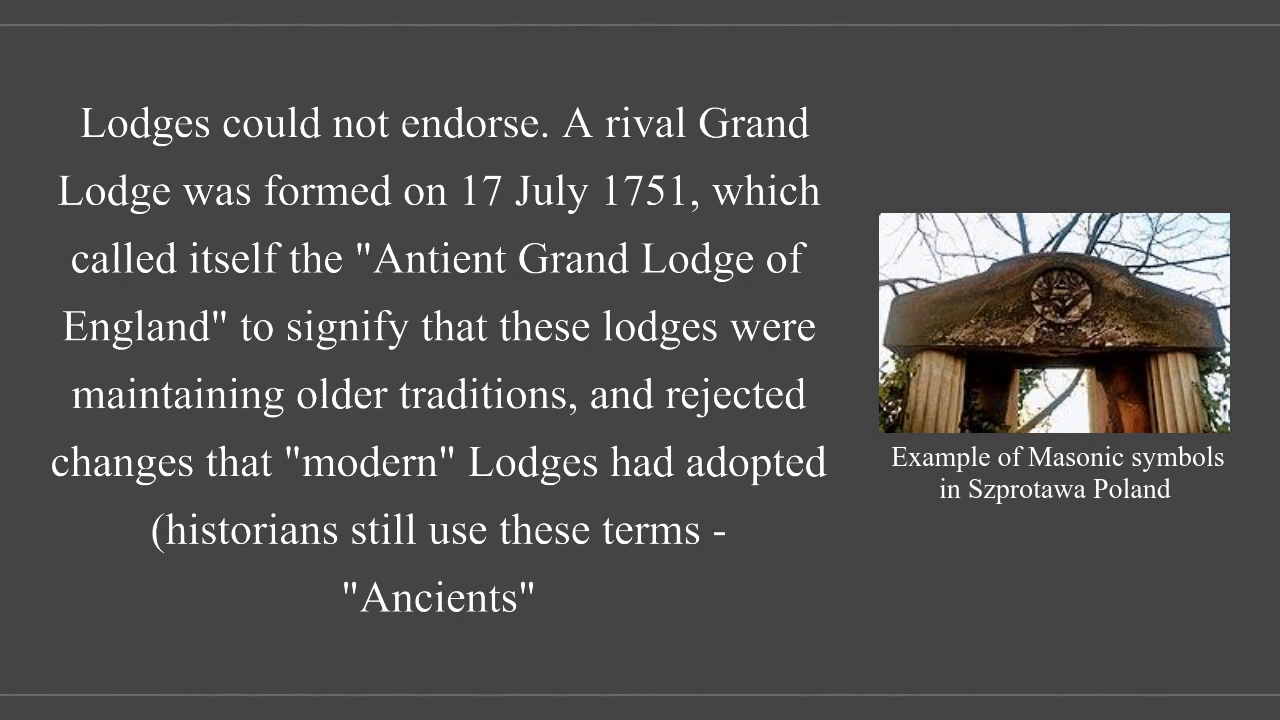 Lodges could not endorse. A rival Grand
Lodge was formed on 17 July 1751, which
called itself the "Antient Grand Lodge of
England" to signify that these lodges were
maintaining older traditions, and rejected
changes that "modern" Lodges had adopted
(historians still use these terms -
"Ancients"
Example of Masonic symbols
in Szprotawa Poland